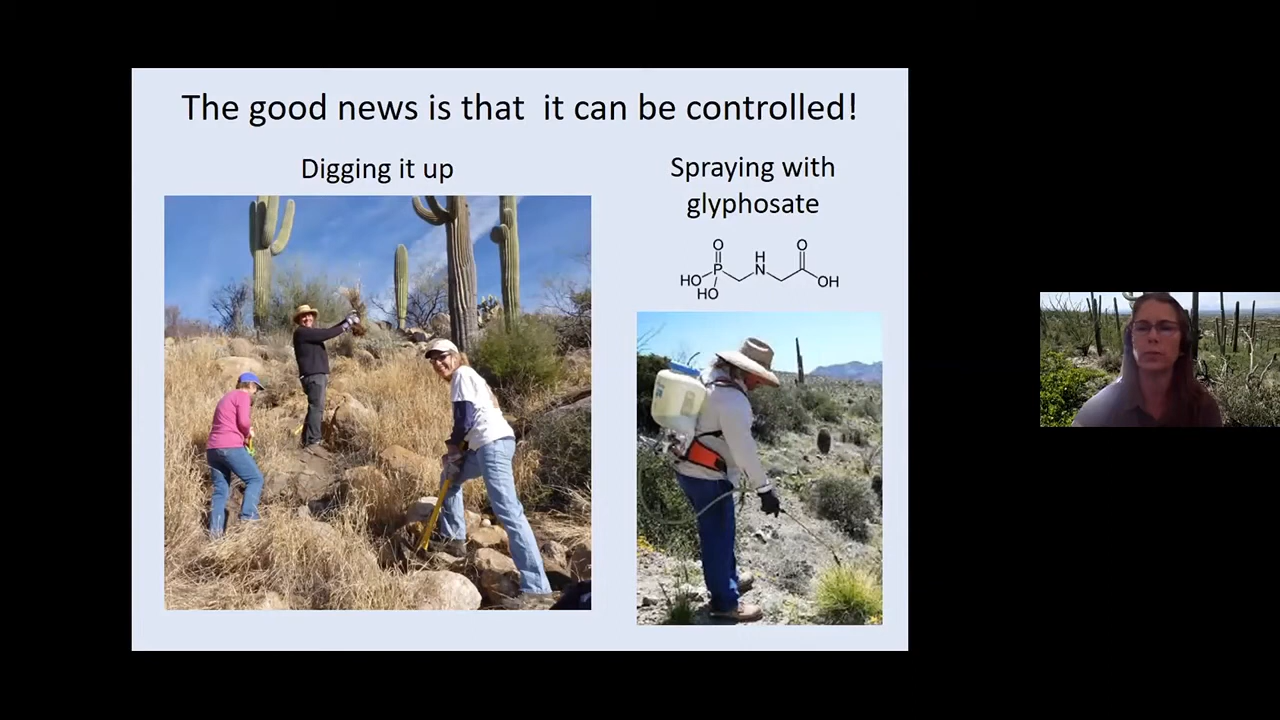 The good news is that  it can be controlled!
Digging it up
Spraying with
glyphosate
O
H
O
HO
P
N
OH
HO